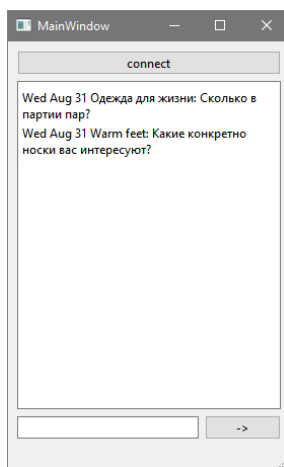 MainWindow
connect
Wed Aug 31 Одежда для жизни: Сколько в
партии пар?
Wed Aug 31 Warm feet: Какие конкретно
носки вас интересуют?
->